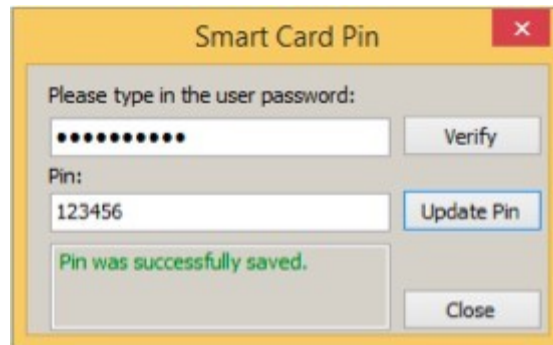 Smart Card Pin
Please type in the user password:
••••••••••
Verify
Pin:
123456
Update Pin
Pin was successfully saved.
Close